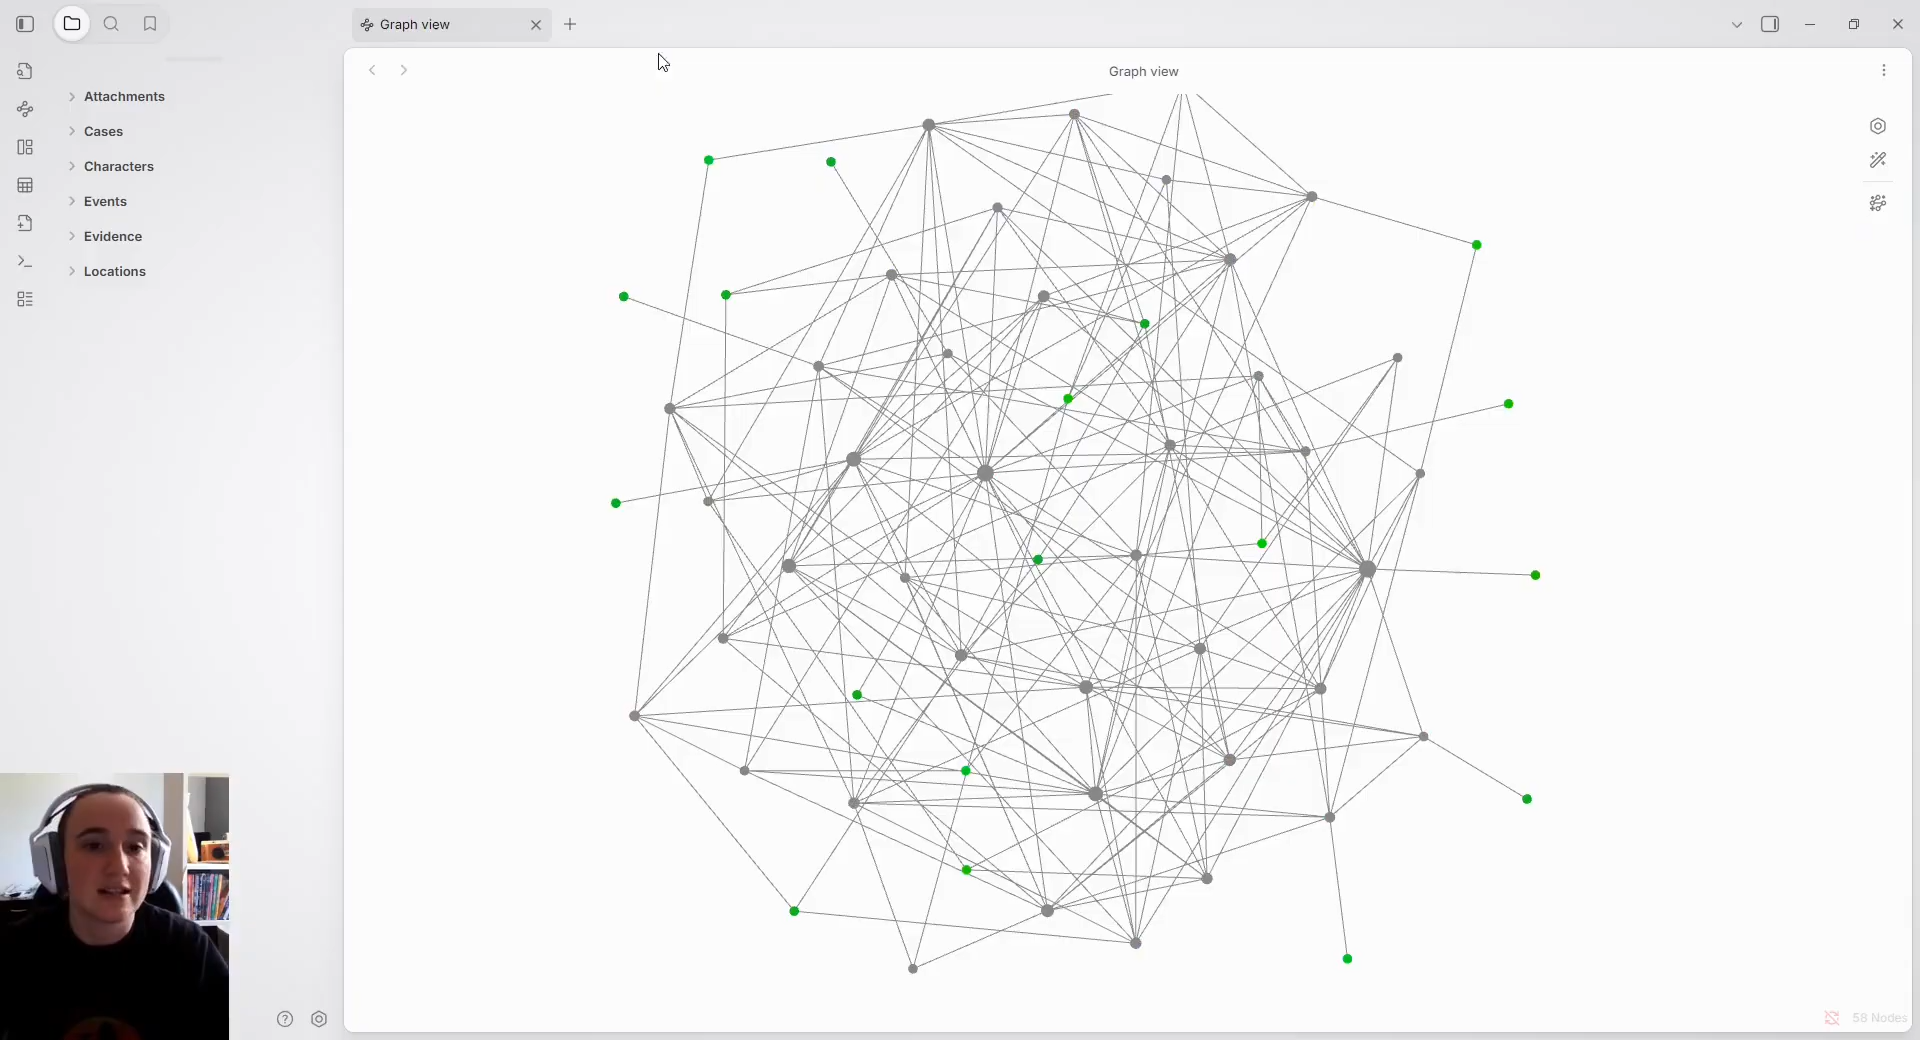 Graph view
Graph view
Attachments
Cases
Characters
Events
Evidence
Locations
58 Nodes